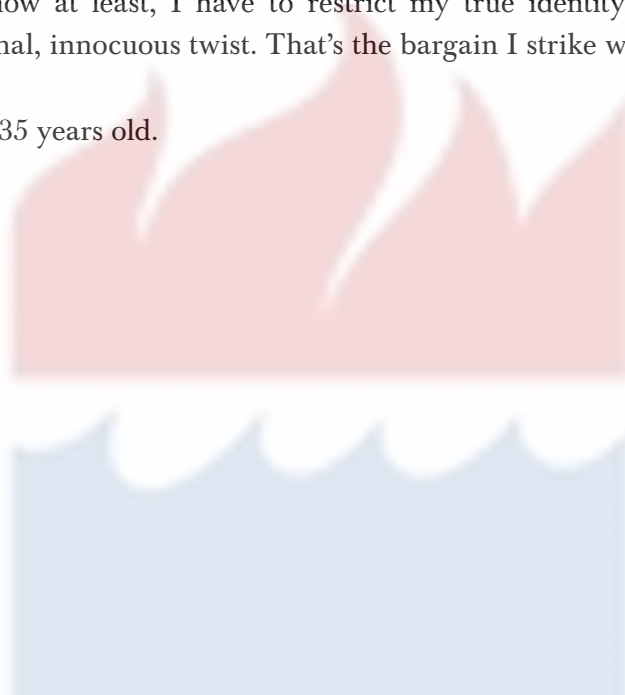 at least, I have to restrict my true identity
innocuous twist. That’s the bargain I strike
35 years old.